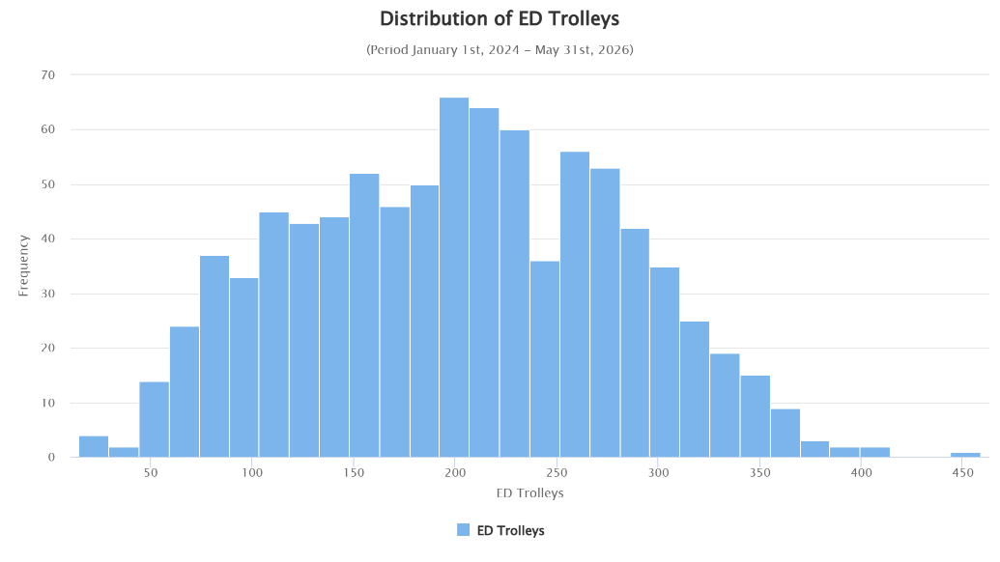 Distribution of ED Trolleys
(Period January 1st, 2024 – May 31st, 2026)
70
60
50
40
30
20
10
0
Frequency
50 100 150 200 250 300 350 400 450
ED Trolleys
ED Trolleys